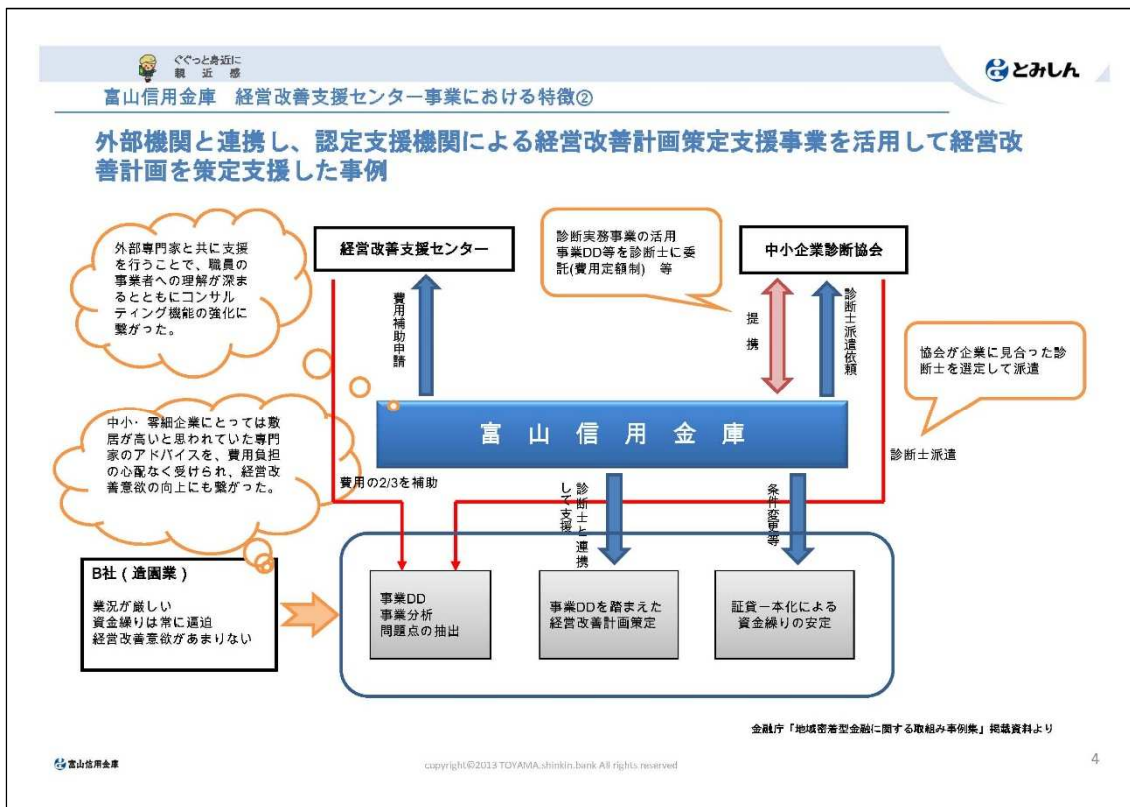 ぐぐっと身近に
親近感
とみしん
富山信用金庫 経営改善支援センター事業における特徴②
外部機関と連携し、認定支援機関による経営改善計画策定支援事業を活用して経営改
善計画を策定支援した事例
外部専門家と共に支援
を行うことで、職員の
事業者への理解が深ま
るとともにコンサル
ティング機能の強化に
繋がった。
経営改善支援センター
診断実務事業の活用
事業DD等を診断士に委
託(費用定額制) 等
中小企業診断協会
費用補助申請
提携
診断士派遣依頼
協会が企業に見合った診
断士を選定して派遣
中小・零細企業にとっては敷
居が高いと思われていた専門
家のアドバイスを、費用負担
の心配なく受けられ、経営改
善意欲の向上にも繋がった。
富山信用金庫
診断士派遣
費用の2/3を補助
診断士と連携
して支援
条件変更等
B社(造園業)
業況が厳しい
資金繰りは常に逼迫
経営改善意欲があまりない
事業DD
事業分析
問題点の抽出
事業DDを踏まえた
経営改善計画策定
証貸一本化による
資金繰りの安定
金融庁「地域密着型金融に関する取組み事例集」掲載資料より
富山信用金庫
copyright©2013 TOYAMA.shinkin.bank All rights reserved
4